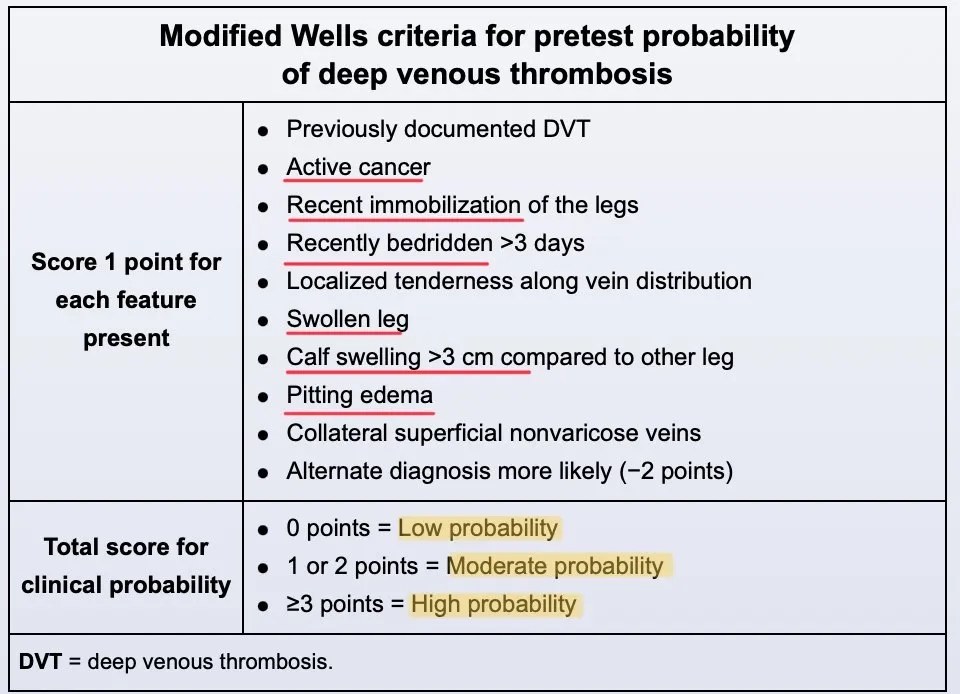 Modified Wells criteria for pretest probability
of deep venous thrombosis
Score 1 point for
each feature
present
● Previously documented DVT
● Active cancer
● Recent immobilization of the legs
● Recently bedridden >3 days
● Localized tenderness along vein distribution
● Swollen leg
● Calf swelling >3 cm compared to other leg
● Pitting edema
● Collateral superficial nonvaricose veins
● Alternate diagnosis more likely (−2 points)
Total score for
clinical probability
● 0 points = Low probability
● 1 or 2 points = Moderate probability
● ≥3 points = High probability
DVT = deep venous thrombosis.